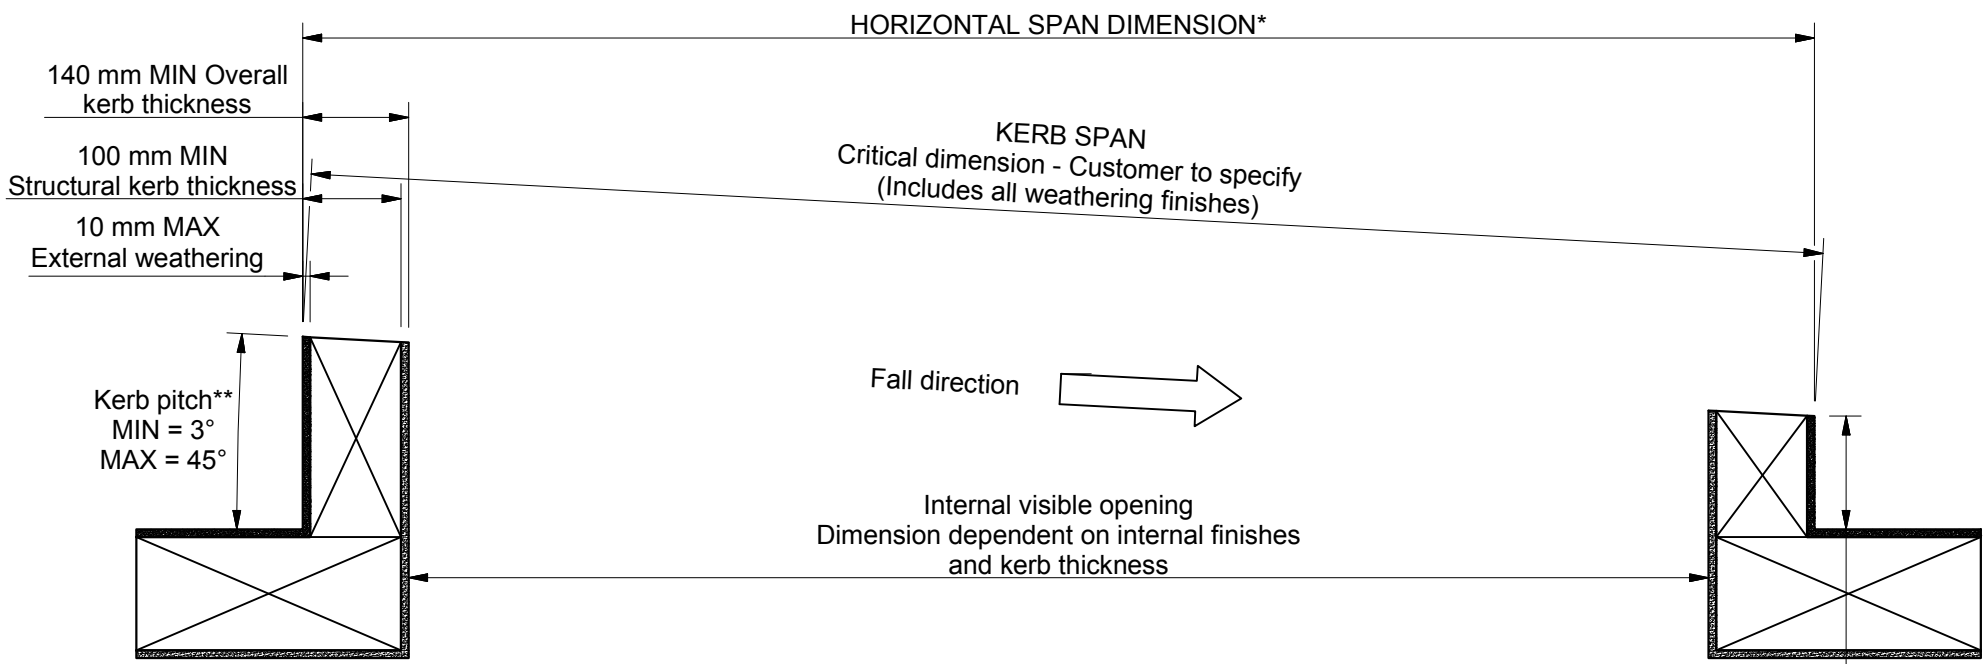 HORIZONTAL SPAN DIMENSION*
140 mm MIN Overall
kerb thickness
KERB SPAN
Critical dimension - Customer to specify
(Includes all weathering finishes)
100 mm MIN
Structural kerb thickness
10 mm MAX
External weathering
Kerb pitch**
MIN = 3°
MAX = 45°
Fall direction
Internal visible opening
Dimension dependent on internal finishes
and kerb thickness